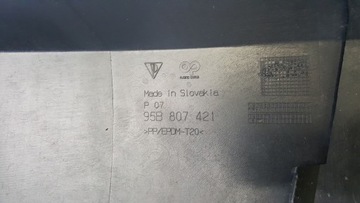 Made in Slovakia
P 07
95B 807 421
>PP/EPDM-T20<